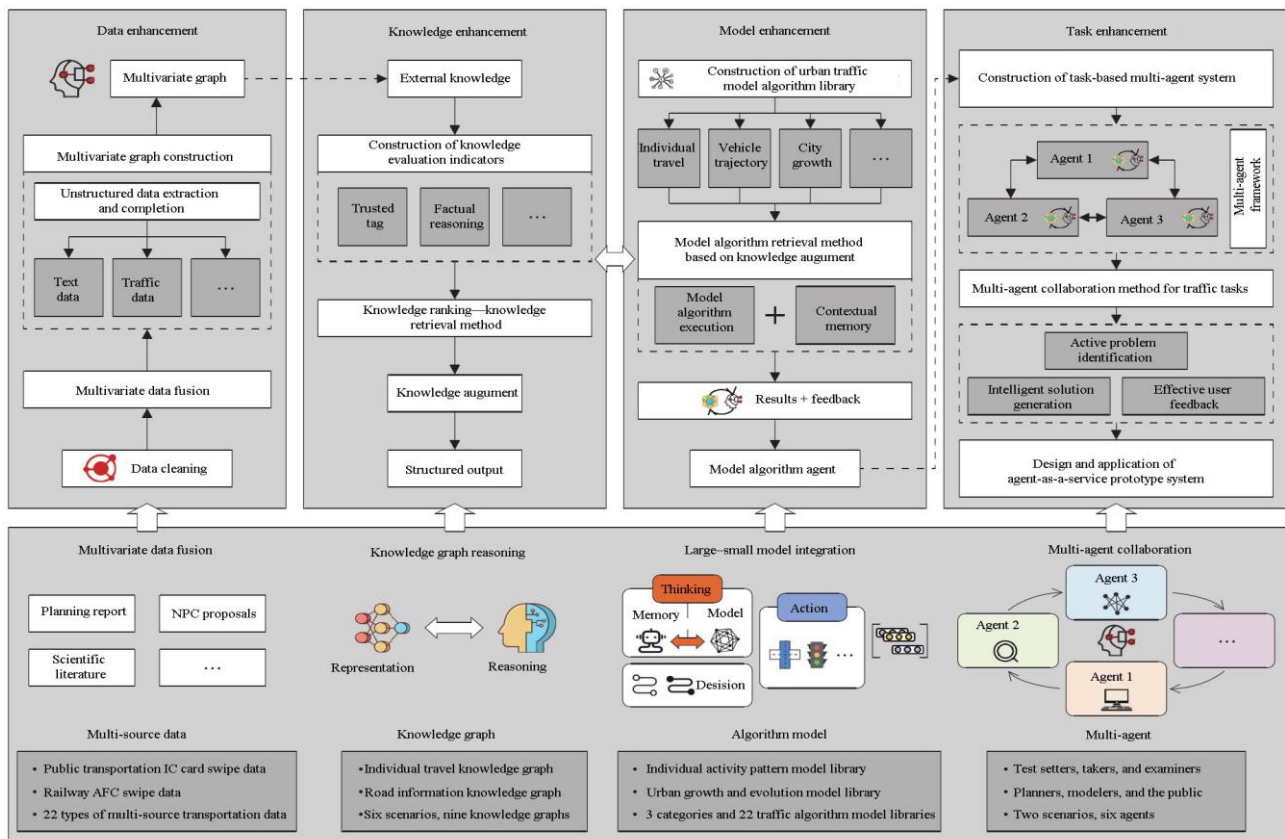 Data enhancement
Multivariate graph
Multivariate graph construction
Unstructured data extraction
and completion
Text
data
Traffic
data
...
Multivariate data fusion
Data cleaning
Knowledge enhancement
External knowledge
Construction of knowledge
evaluation indicators
Trusted
tag
Factual
reasoning
...
Knowledge ranking—knowledge
retrieval method
Knowledge augument
Structured output
Model enhancement
Construction of urban traffic
model algorithm library
Individual
travel
Vehicle
trajectory
City
growth
...
Model algorithm retrieval method
based on knowledge augument
Model
algorithm
execution
+
Contextual
memory
Results + feedback
Model algorithm agent
Task enhancement
Construction of task-based multi-agent system
Agent 1
Agent 2
Agent 3
Multi-agent
framework
Multi-agent collaboration method for traffic tasks
Active problem
identification
Intelligent solution
generation
Effective user
feedback
Design and application of
agent-as-a-service prototype system
Multivariate data fusion
Planning report
NPC proposals
Scientific
literature
...
Multi-source data
• Public transportation IC card swipe data
• Railway AFC swipe data
• 22 types of multi-source transportation data
Knowledge graph reasoning
Representation
Reasoning
Knowledge graph
•Individual travel knowledge graph
•Road information knowledge graph
•Six scenarios, nine knowledge graphs
Large–small model integration
Thinking
Memory
Model
Desision
Action
...
Algorithm model
• Individual activity pattern model library
• Urban growth and evolution model library
• 3 categories and 22 traffic algorithm model libraries
Multi-agent collaboration
Agent 3
Agent 2
...
Agent 1
Multi-agent
• Test setters, takers, and examiners
• Planners, modelers, and the public
• Two scenarios, six agents